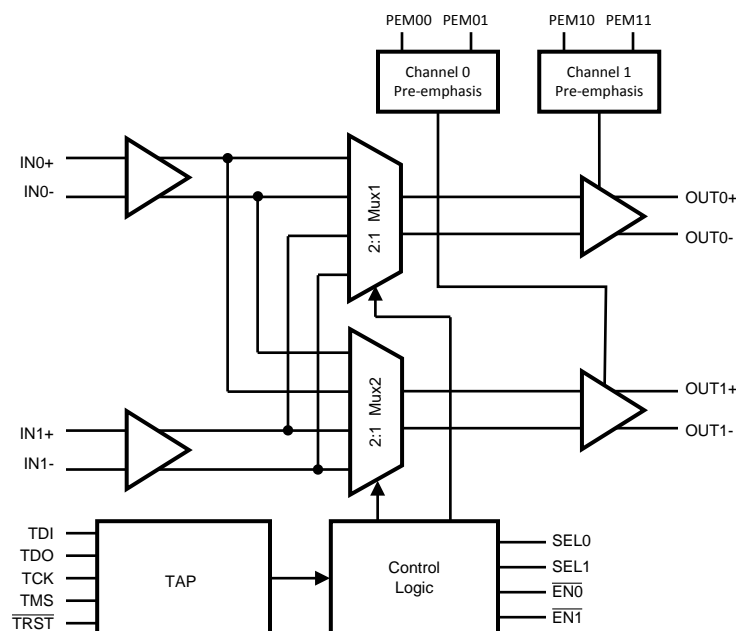 PEM00 PEM01 PEM10 PEM11
Channel 0
Pre-emphasis
Channel 1
Pre-emphasis
IN0+
IN0-
2:1 Mux1
OUT0+
OUT0-
2:1 Mux2
OUT1+
OUT1-
IN1+
IN1-
TDI
TDO
TCK
TMS
TRST
TAP
Control
Logic
SEL0
SEL1
EN0
EN1